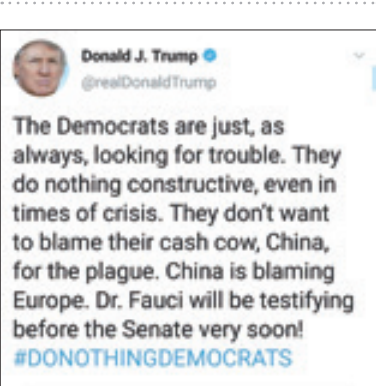 Donald J. Trump
@realDonaldTrump
The Democrats are just, as
always, looking for trouble. They
do nothing constructive, even in
times of crisis. They don't want
to blame their cash cow, China,
for the plague. China is blaming
Europe. Dr. Fauci will be testifying
before the Senate very soon!
#DONOTHINGDEMOCRATS